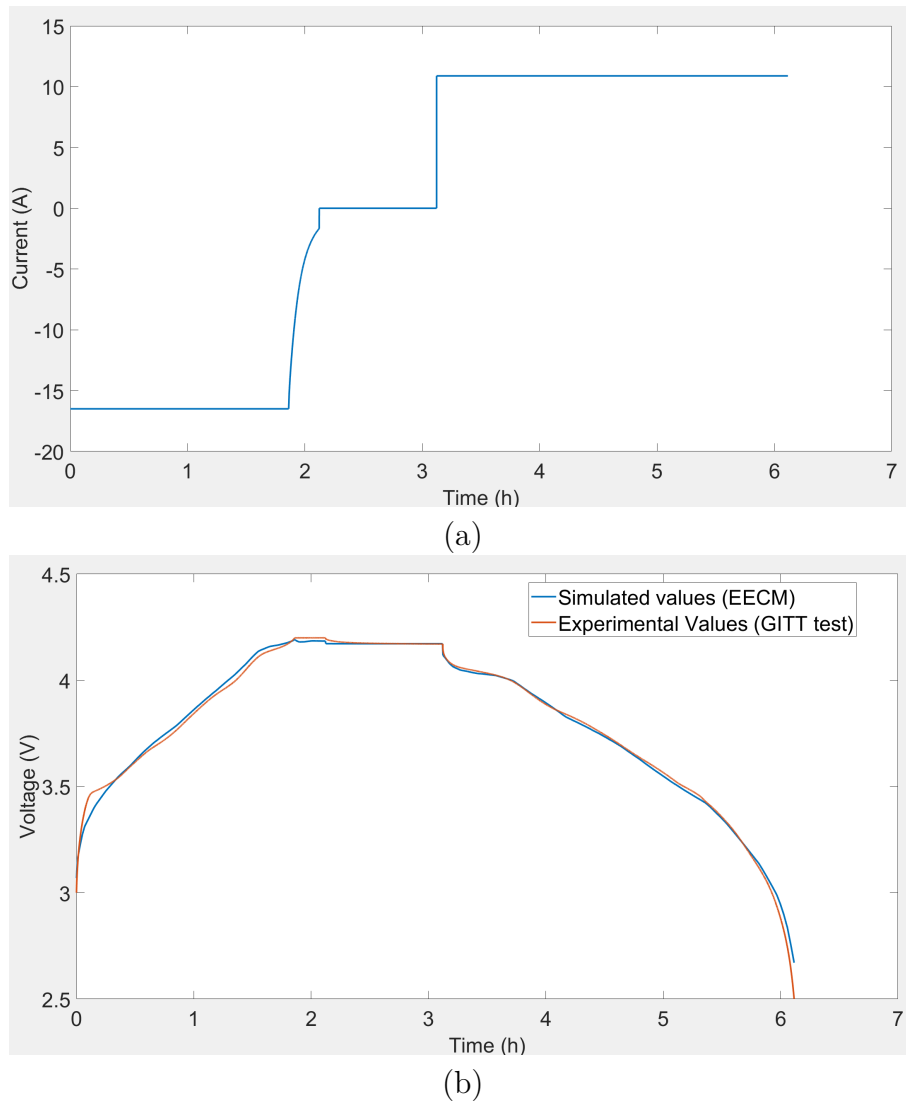 15
10
5
0
-5
-10
-15
-20
Current (A)
0 1 2 3 4 5 6 7
Time (h)
(a)
4.5
4
3.5
3
2.5
Voltage (V)
Simulated values (EECM)
Experimental Values (GITT test)
0 1 2 3 4 5 6 7
Time (h)
(b)